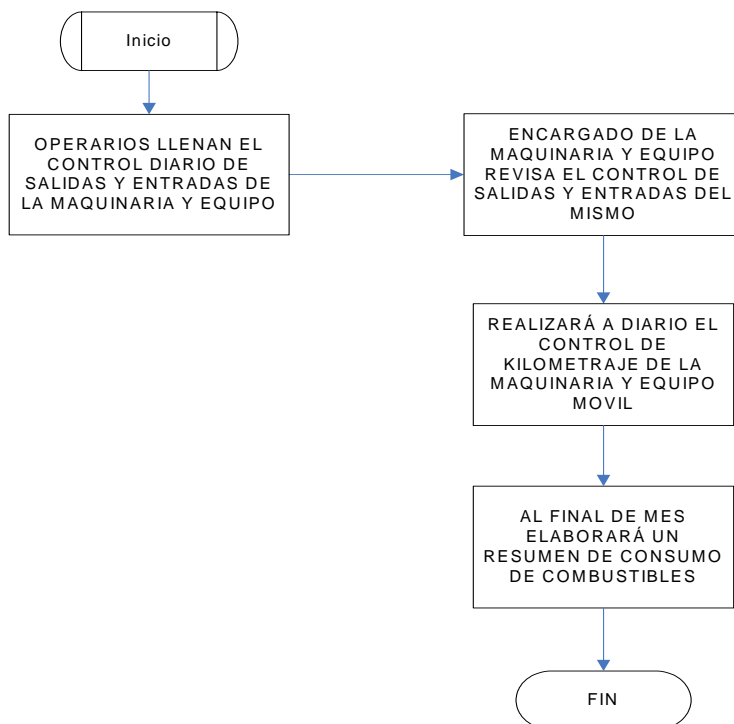 Inicio
OPERARIOS LLENAN EL
CONTROL DIARIO DE
SALIDAS Y ENTRADAS DE
LA MAQUINARIA Y EQUIPO
ENCARGADO DE LA
MAQUINARIA Y EQUIPO
REVISA EL CONTROL DE
SALIDAS Y ENTRADAS DEL
MISMO
REALIZARÁ A DIARIO EL
CONTROL DE
KILOMETRAJE DE LA
MAQUINARIA Y EQUIPO
MOVIL
AL FINAL DE MES
ELABORARÁ UN
RESUMEN DE CONSUMO
DE COMBUSTIBLES
FIN